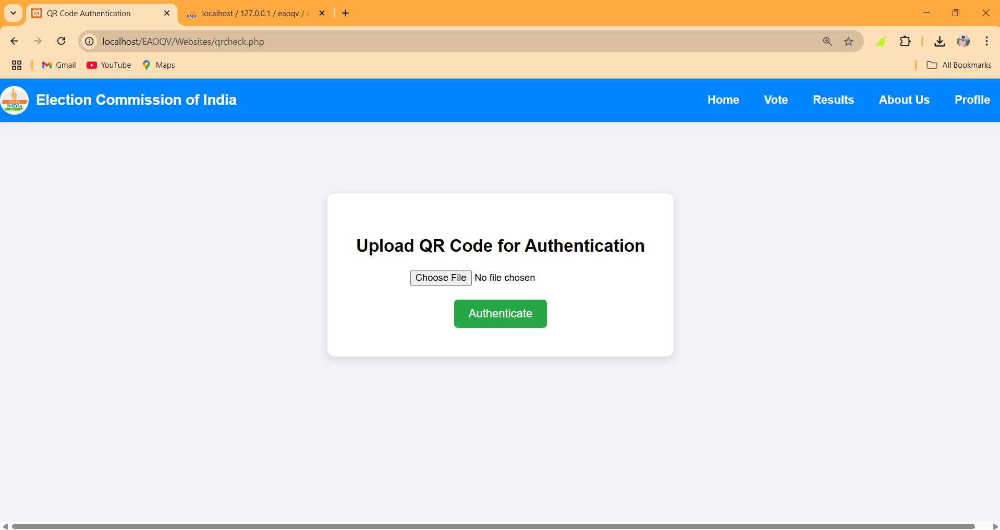 QR Code Authentication
localhost / 127.0.0.1 / eaoqv /
localhost/EAOQV/Websites/qrcheck.php
Gmail YouTube Maps All Bookmarks
VOTE
INDIA
Election Commission of India Home Vote Results About Us Profile
Upload QR Code for Authentication
Choose File No file chosen
Authenticate